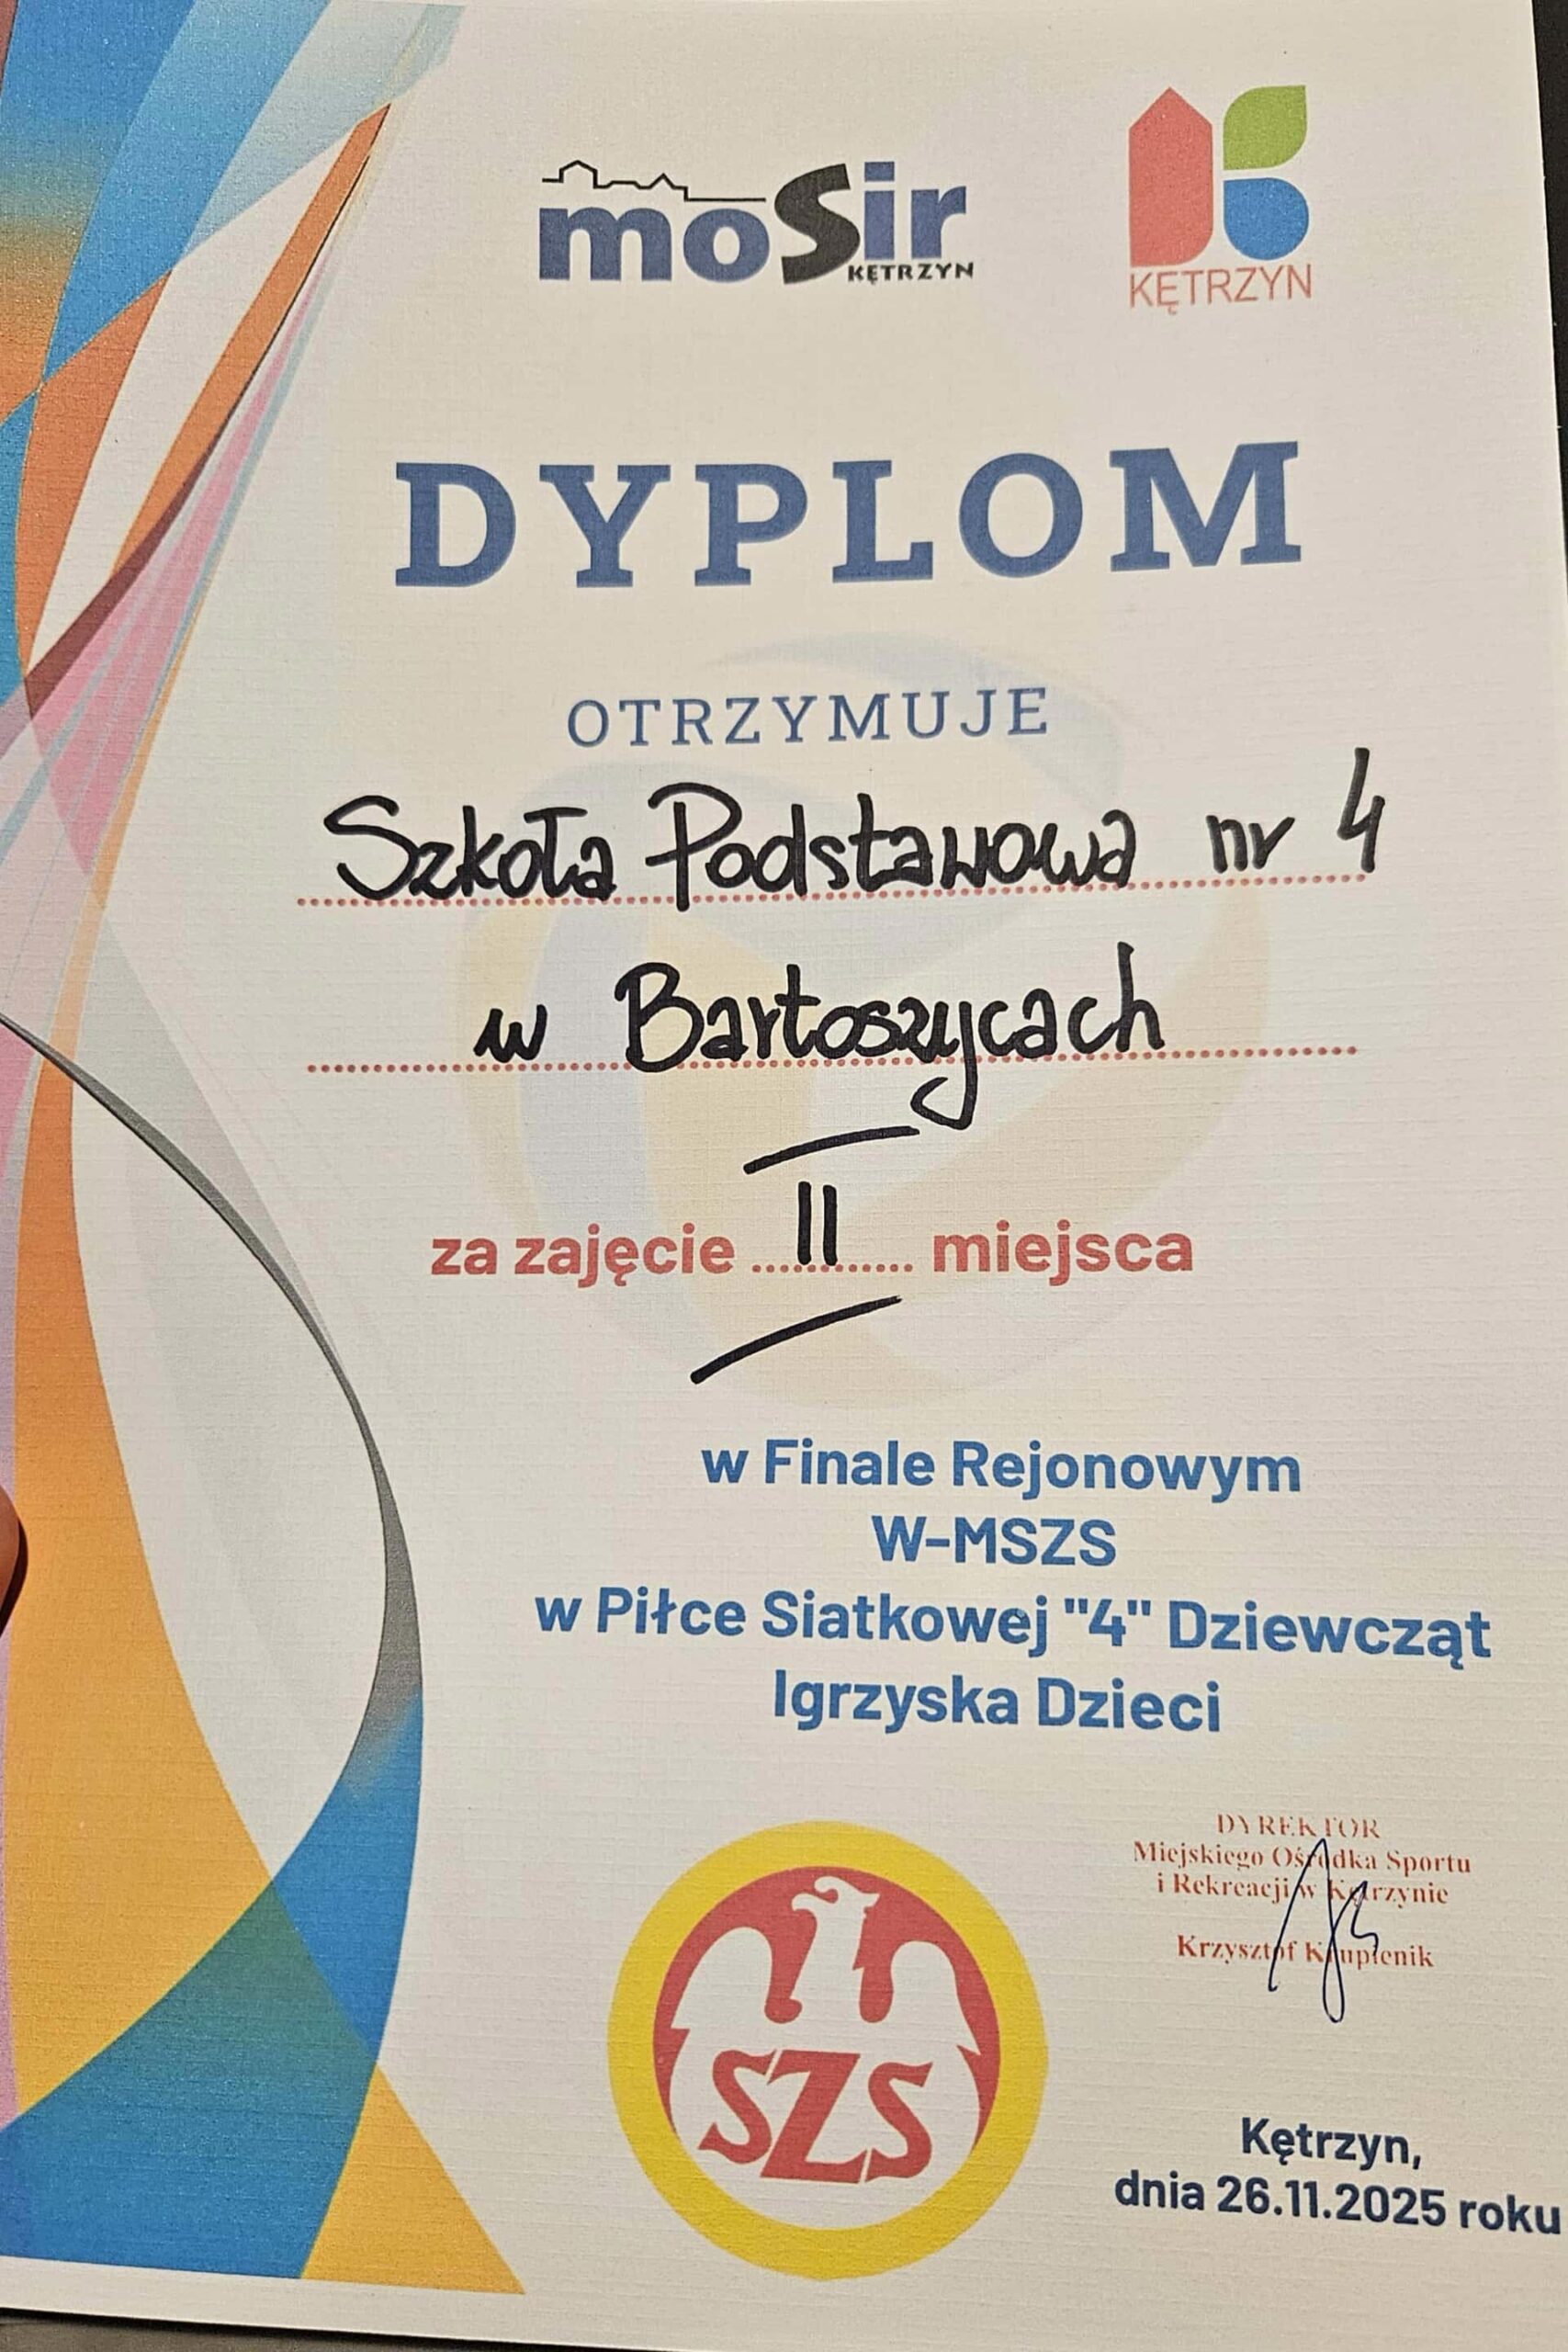 moSir
KĘTRZYN
KĘTRZYN
DYPLOM
OTRZYMUJE
Szkoła Podstawowa nr 4
w Bartoszycach
za zajęcie ....II.... miejsca
w Finale Rejonowym
W-MSZS
w Piłce Siatkowej "4" Dziewcząt
Igrzyska Dzieci
DYREKTOR
Miejskiego Ośrodka Sportu
i Rekreacji w Kętrzynie
Krzysztof
SZS
Kętrzyn,
dnia 26.11.2025 roku